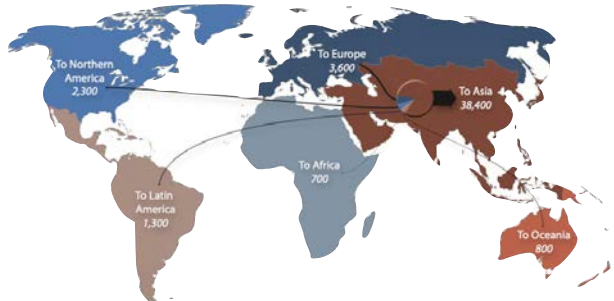 To Northern
America
2,300
To Europe
3,600
To Asia
38,400
To Africa
700
To Latin
America
1,300
To Oceania
800